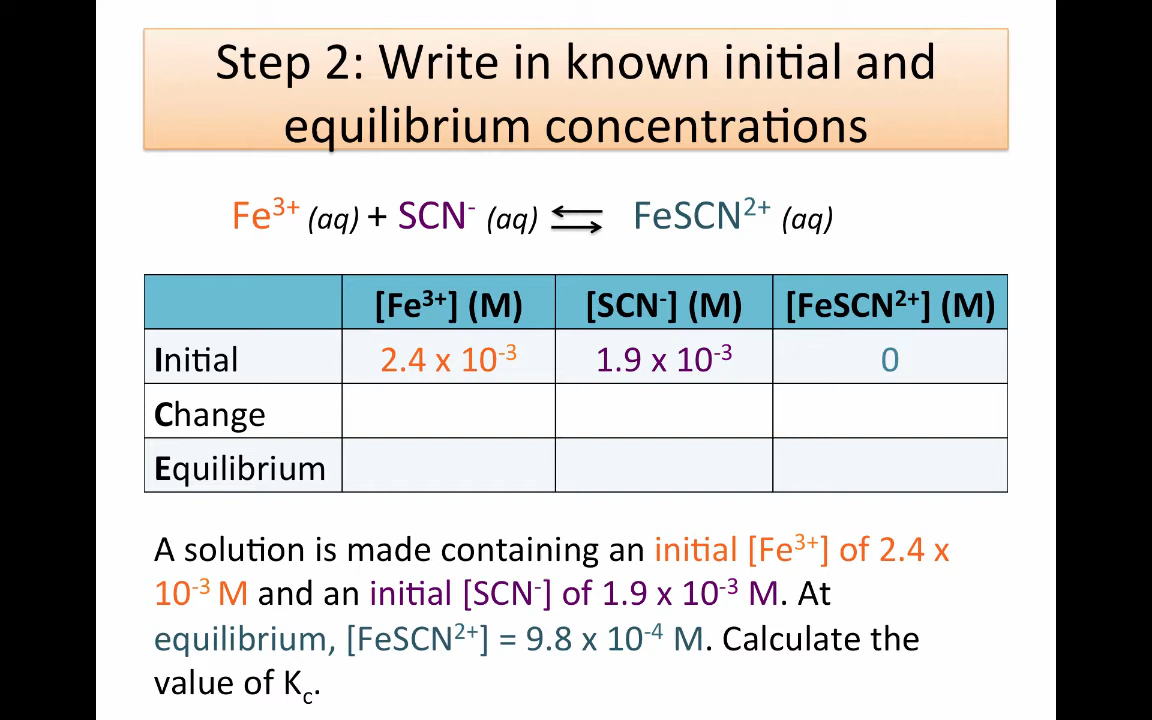 Step 2: Write in known initial and
equilibrium concentrations
Fe³⁺ (aq) + SCN⁻ (aq) ⇌ FeSCN²⁺ (aq)
[Fe³⁺] (M) [SCN⁻] (M) [FeSCN²⁺] (M)
Initial 2.4 x 10⁻³ 1.9 x 10⁻³ 0
Change
Equilibrium
A solution is made containing an initial [Fe³⁺] of 2.4 x
10⁻³ M and an initial [SCN⁻] of 1.9 x 10⁻³ M. At
equilibrium, [FeSCN²⁺] = 9.8 x 10⁻⁴ M. Calculate the
value of K꜀.